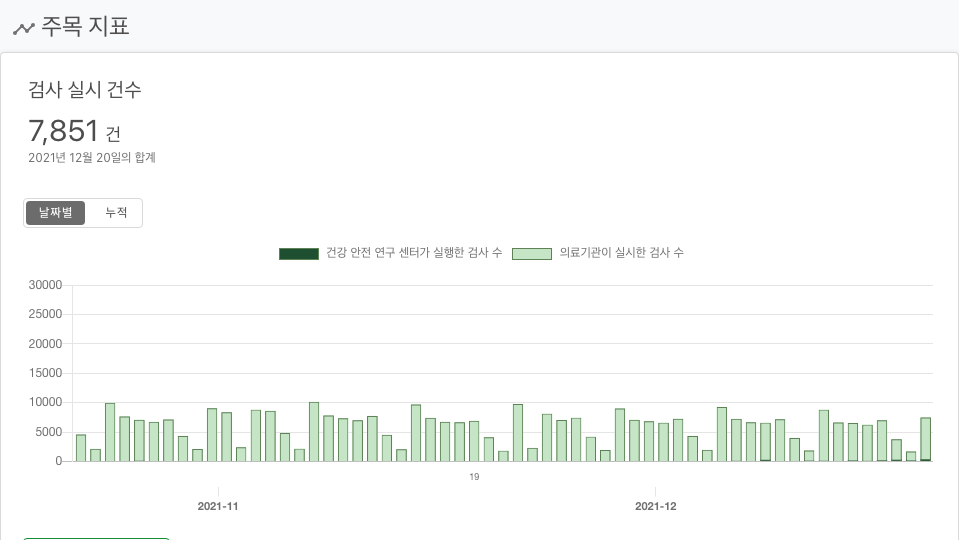 주목 지표
검사 실시 건수
7,851 건
2021년 12월 20일의 합계
날짜별 누적
건강 안전 연구 센터가 실행한 검사 수 의료기관이 실시한 검사 수
30000
25000
20000
15000
10000
5000
0
19
2021-11 2021-12